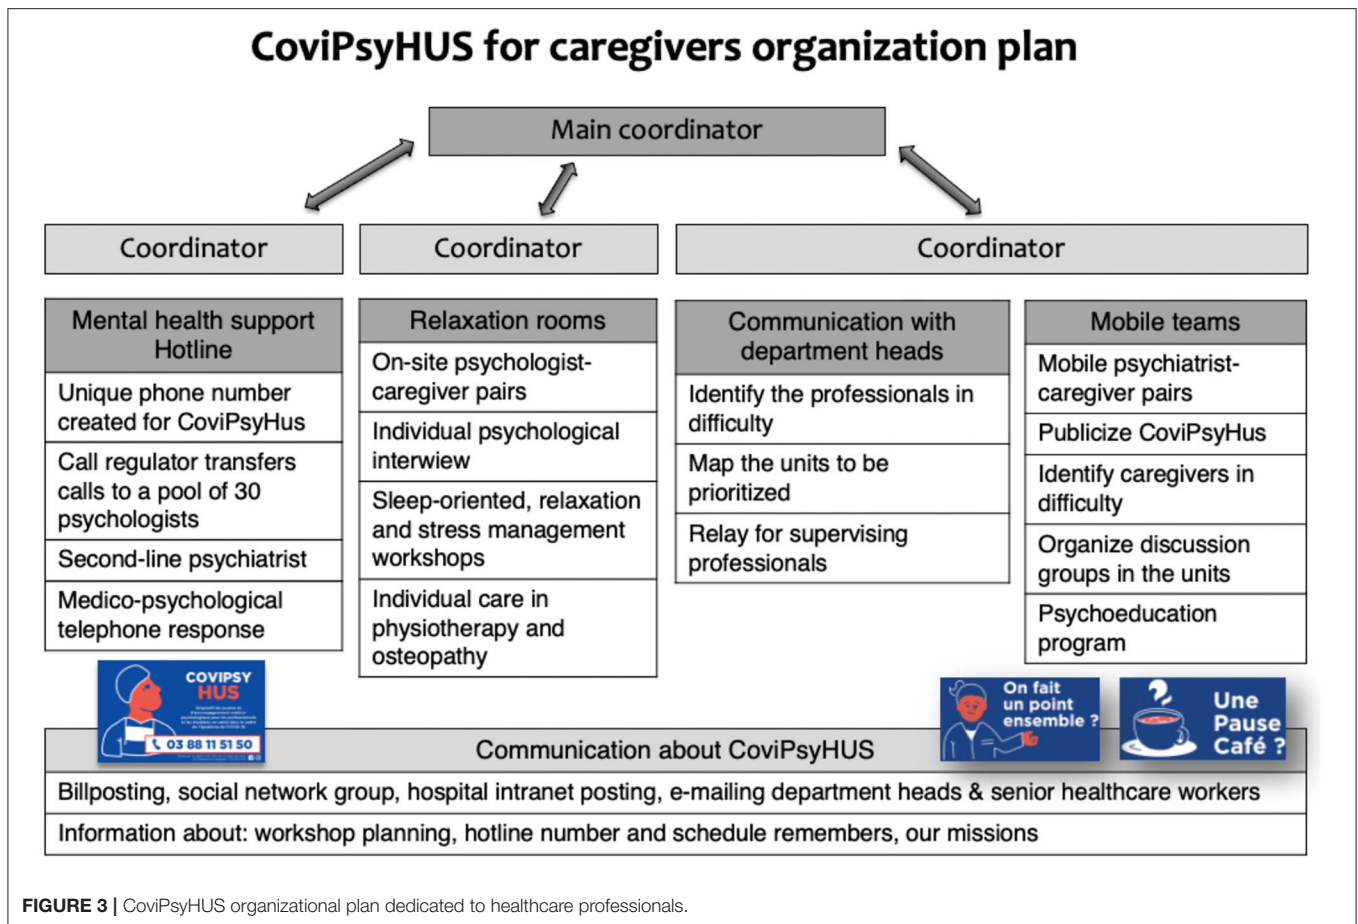 CoviPsyHUS for caregivers organization plan
Main coordinator
Coordinator
Coordinator
Coordinator
Mental health support
Hotline
Unique phone number
created for CoviPsyHus
Call regulator transfers
calls to a pool of 30
psychologists
Second-line psychiatrist
Medico-psychological
telephone response
Relaxation rooms
On-site psychologist-
caregiver pairs
Individual psychological
interwiew
Sleep-oriented, relaxation
and stress management
workshops
Individual care in
physiotherapy and
osteopathy
Communication with
department heads
Identify the professionals in
difficulty
Map the units to be
prioritized
Relay for supervising
professionals
Mobile teams
Mobile psychiatrist-
caregiver pairs
Publicize CoviPsyHus
Identify caregivers in
difficulty
Organize discussion
groups in the units
Psychoeducation
program
COVIPSY
HUS
03 88 11 51 50
On fait
un point
ensemble ?
Une
Pause
Café ?
Communication about CoviPsyHUS
Billposting, social network group, hospital intranet posting, e-mailing department heads & senior healthcare workers
Information about: workshop planning, hotline number and schedule remembers, our missions
FIGURE 3 | CoviPsyHUS organizational plan dedicated to healthcare professionals.